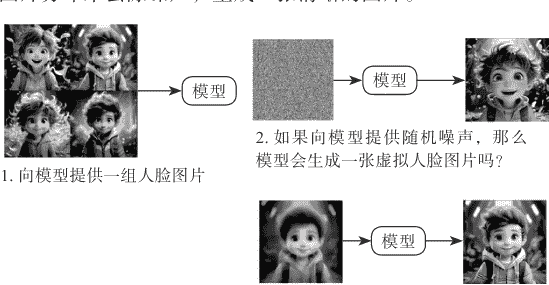 模型
模型
2. 如果向模型提供随机噪声，那么
模型会生成一张虚拟人脸图片吗？
1. 向模型提供一组人脸图片
模型